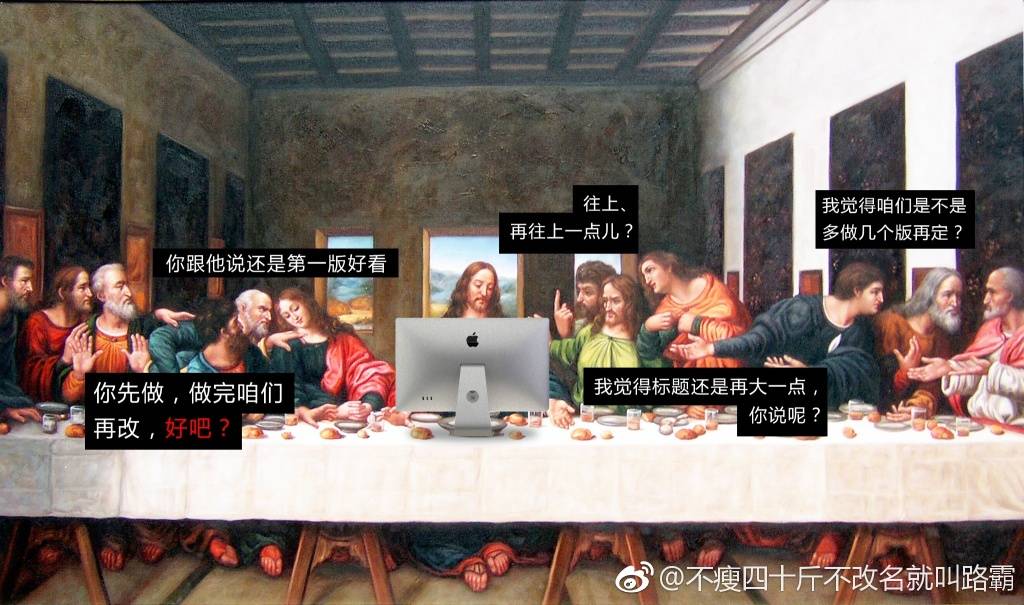 往上、
再往上一点儿？
我觉得咱们是不是
多做几个版再定？
你跟他说还是第一版好看
你先做，做完咱们
再改，好吧？
我觉得标题还是再大一点，
你说呢？
@不瘦四十斤不改名就叫路霸